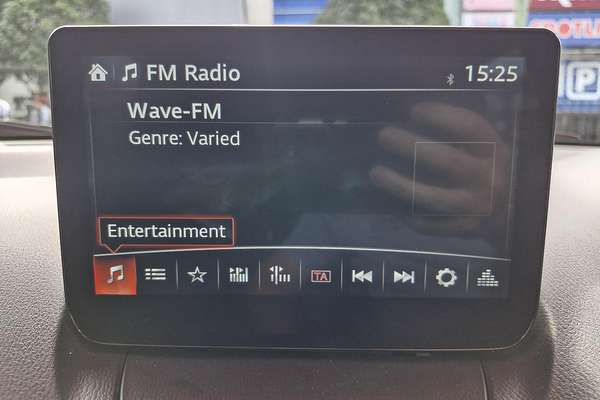 FM Radio
15:25
Wave-FM
Genre: Varied
Entertainment
TA
P